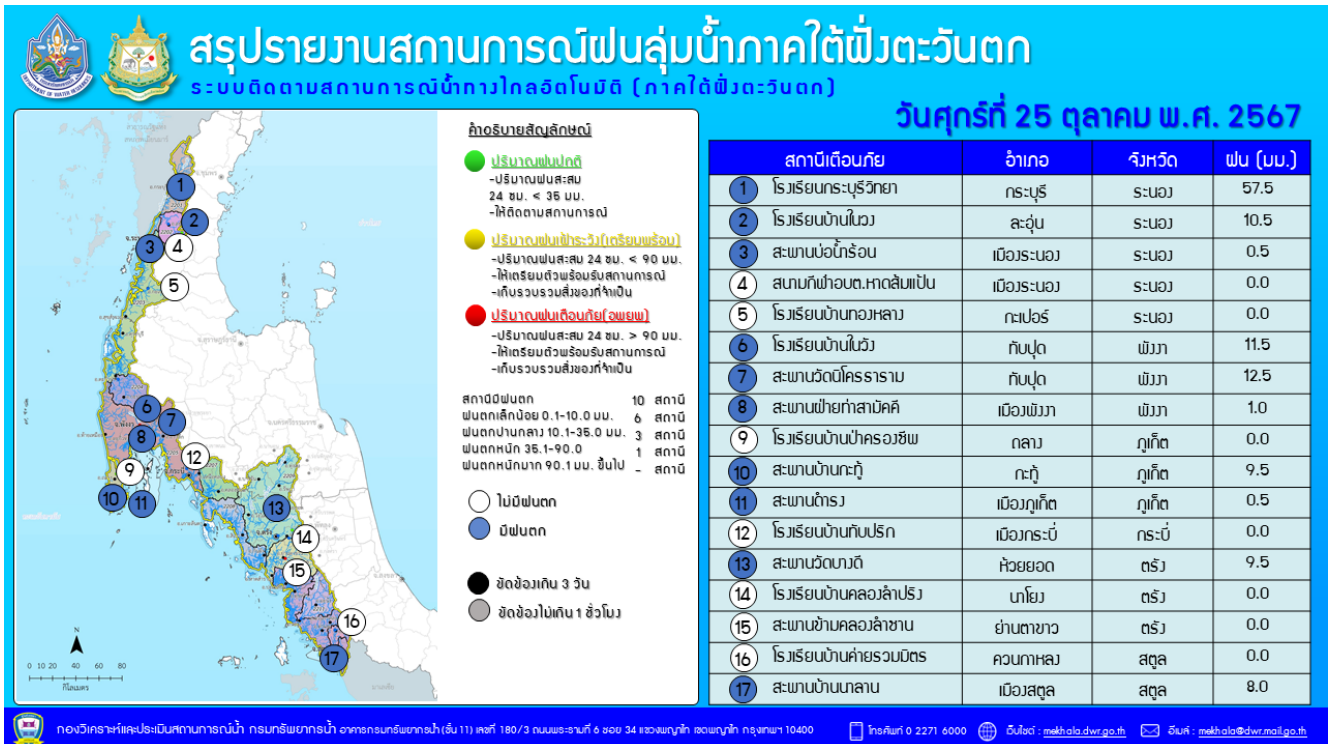 สรุปรายงานสถานการณ์ฝนลุ่มน้ำภาคใต้ฝั่งตะวันตก
ระบบติดตามสถานการณ์น้ำทางไกลอัตโนมัติ (ภาคใต้ฝั่งตะวันตก)
วันศุกร์ที่ 25 ตุลาคม พ.ศ. 2567
คำอธิบายสัญลักษณ์
ปริมาณฝนปกติ
-ปริมาณฝนสะสม
24 ชม. < 35 มม.
-ให้ติดตามสถานการณ์
ปริมาณฝนเฝ้าระวัง(เตรียมพร้อม)
-ปริมาณฝนสะสม 24 ชม. < 90 มม.
-ให้เตรียมตัวพร้อมรับสถานการณ์
-เก็บรวบรวมสิ่งของที่จำเป็น
ปริมาณฝนเตือนภัย(อพยพ)
-ปริมาณฝนสะสม 24 ชม. > 90 มม.
-ให้เตรียมตัวพร้อมรับสถานการณ์
-เก็บรวบรวมสิ่งของที่จำเป็น
สถานีมีฝนตก 10 สถานี
ฝนตกเล็กน้อย 0.1-10.0 มม. 6 สถานี
ฝนตกปานกลาง 10.1-35.0 มม. 3 สถานี
ฝนตกหนัก 35.1-90.0 1 สถานี
ฝนตกหนักมาก 90.1 มม. ขึ้นไป - สถานี
ไม่มีฝนตก
มีฝนตก
ขัดข้องเกิน 3 วัน
ขัดข้องไม่เกิน 1 ชั่วโมง
1
2
3 4
5
6
7
8
9
12
10 11
13
14
15
16
17
N
0 10 20 40 60 80
กิโลเมตร
สถานีเตือนภัย อำเภอ จังหวัด ฝน (มม.)
1 โรงเรียนกระบุรีวิทยา กระบุรี ระนอง 57.5
2 โรงเรียนบ้านในวง ละอุ่น ระนอง 10.5
3 สะพานบ่อน้ำร้อน เมืองระนอง ระนอง 0.5
4 สนามกีฬาอบต.หาดส้มแป้น เมืองระนอง ระนอง 0.0
5 โรงเรียนบ้านทองหลาง กะเปอร์ ระนอง 0.0
6 โรงเรียนบ้านในวัง ทับปุด พังงา 11.5
7 สะพานวัดนิโครธาราม ทับปุด พังงา 12.5
8 สะพานฝ่ายท่าสามัคคี เมืองพังงา พังงา 1.0
9 โรงเรียนบ้านป่าครองชีพ ถลาง ภูเก็ต 0.0
10 สะพานบ้านกะทู้ กะทู้ ภูเก็ต 9.5
11 สะพานดำรง เมืองภูเก็ต ภูเก็ต 0.5
12 โรงเรียนบ้านทับปริก เมืองกระบี่ กระบี่ 0.0
13 สะพานวัดบางดี ห้วยยอด ตรัง 9.5
14 โรงเรียนบ้านคลองลำปริง นาโยง ตรัง 0.0
15 สะพานข้ามคลองลำชาน ย่านตาขาว ตรัง 0.0
16 โรงเรียนบ้านค่ายรวมมิตร ควนกาหลง สตูล 0.0
17 สะพานบ้านนาลาน เมืองสตูล สตูล 8.0
กองวิเคราะห์และประเมินสถานการณ์น้ำ กรมทรัพยากรน้ำ อาคารกรมทรัพยากรน้ำ (ชั้น 11) เลขที่ 180/3 ถนนพระรามที่ 6 ซอย 34 แขวงพญาไท เขตพญาไท กรุงเทพฯ 10400 โทรศัพท์ 0 2271 6000 เว็บไซต์ : mekhala.dwr.go.th อีเมล์ : mekhala@dwr.mail.go.th